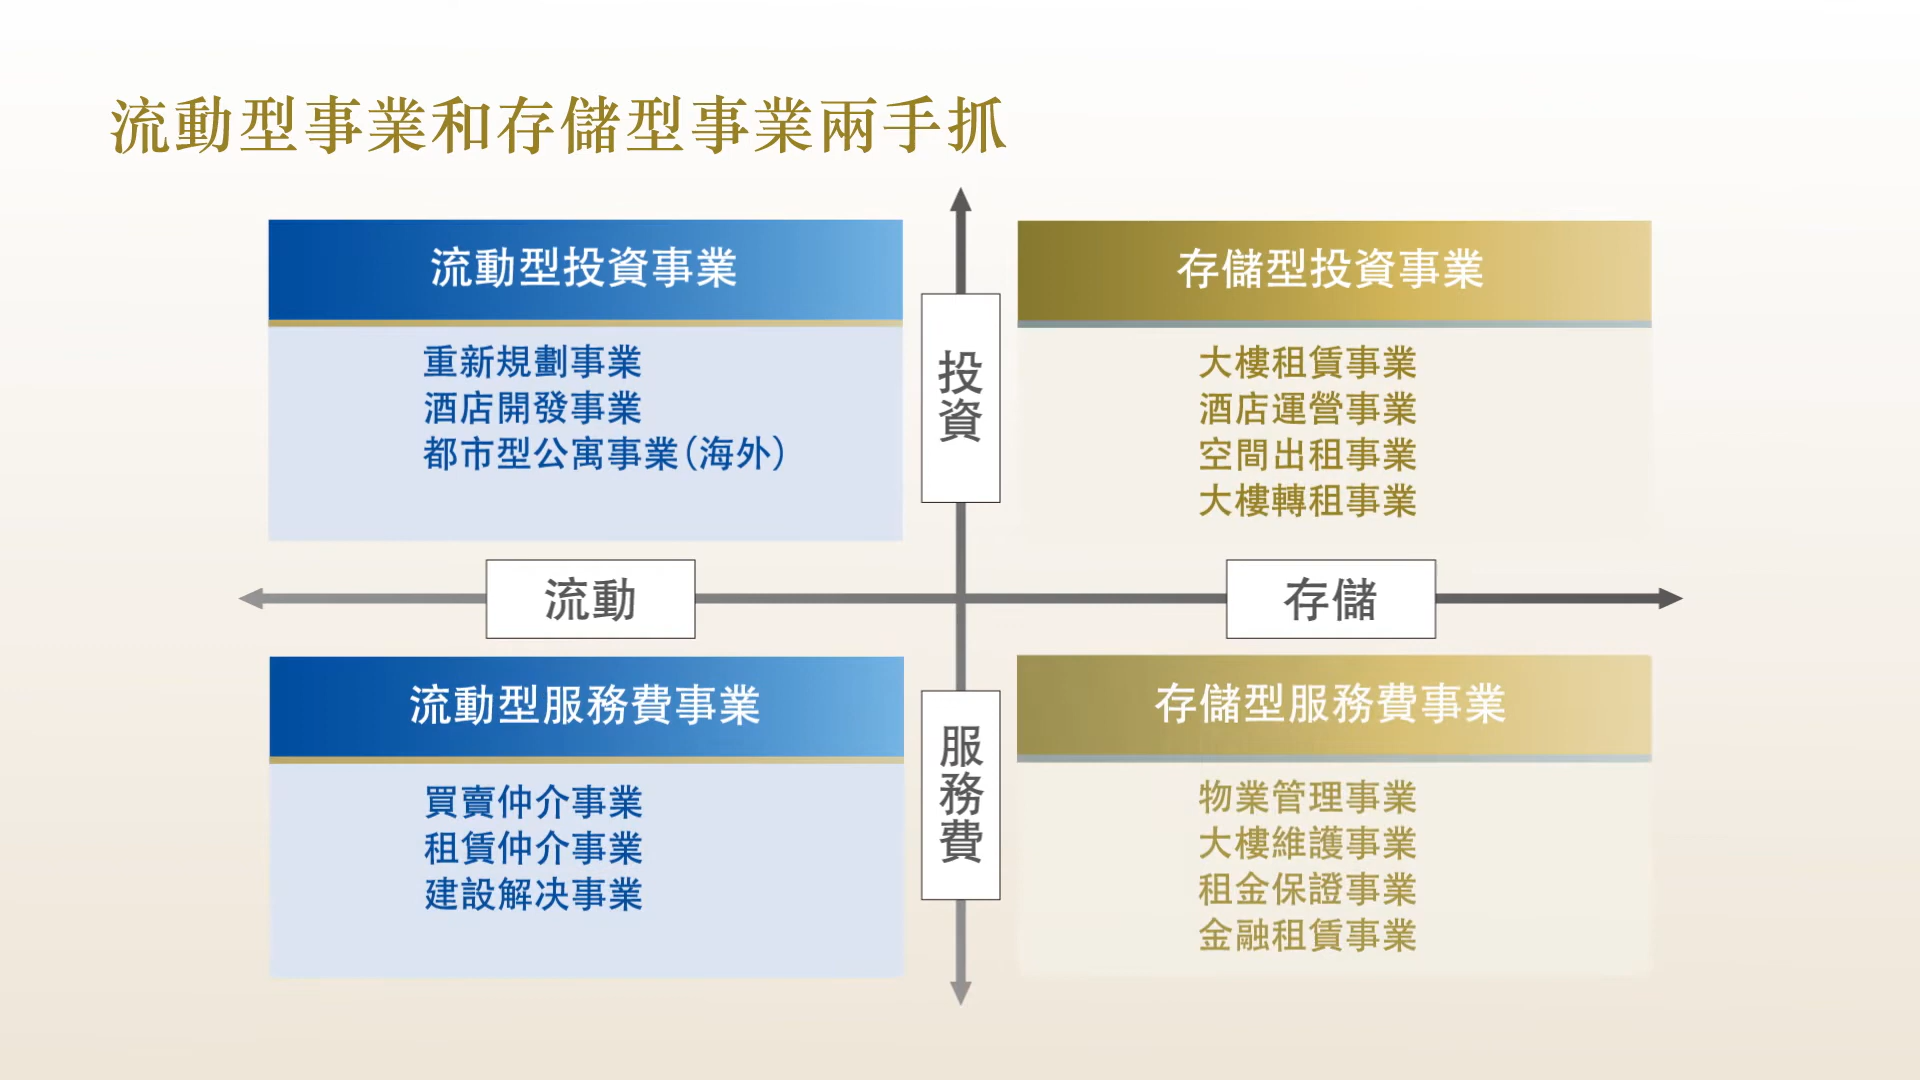 流動型事業和存儲型事業兩手抓
流動型投資事業
重新規劃事業
酒店開發事業
都市型公寓事業(海外)
投資
存儲型投資事業
大樓租賃事業
酒店運營事業
空間出租事業
大樓轉租事業
流動
存儲
流動型服務費事業
買賣仲介事業
租賃仲介事業
建設解决事業
服務費
存儲型服務費事業
物業管理事業
大樓維護事業
租金保證事業
金融租賃事業